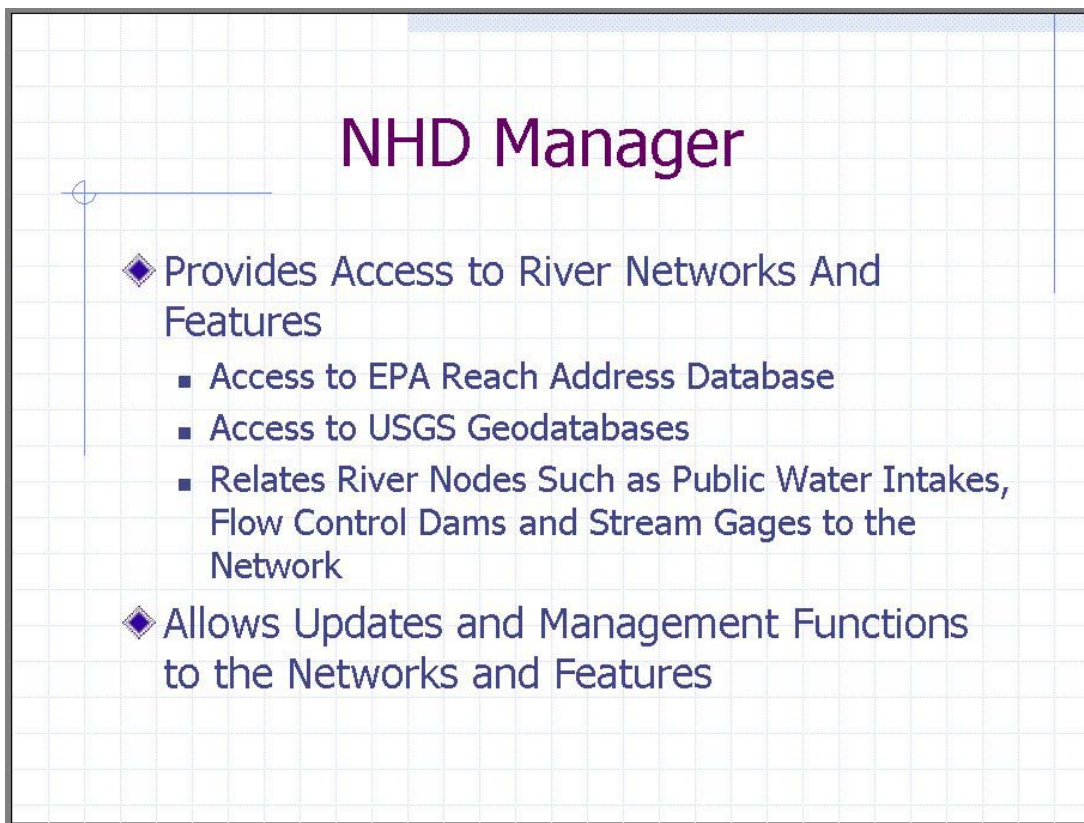 NHD Manager
Provides Access to River Networks And
Features
Access to EPA Reach Address Database
Access to USGS Geodatabases
Relates River Nodes Such as Public Water Intakes,
Flow Control Dams and Stream Gages to the
Network
Allows Updates and Management Functions
to the Networks and Features